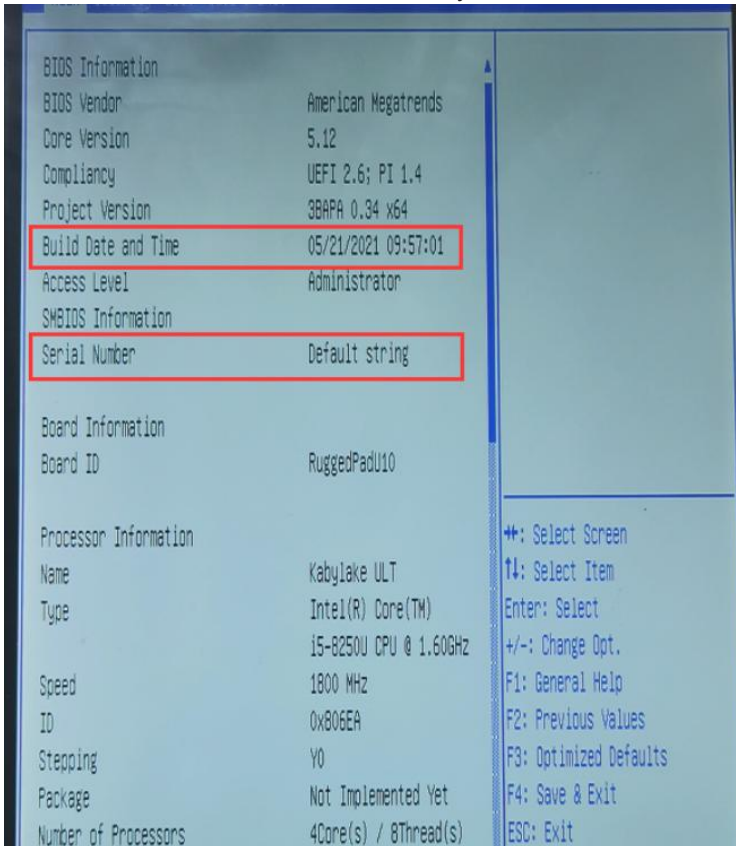 BIOS Information
BIOS Vendor American Megatrends
Core Version 5.12
Compliancy UEFI 2.6; PI 1.4
Project Version 3BAPA 0.34 x64
Build Date and Time 05/21/2021 09:57:01
Access Level Administrator
SMBIOS Information
Serial Number Default string
Board Information
Board ID RuggedPadU10
Processor Information
Name Kabylake ULT
Type Intel(R) Core(TM)
i5-8250U CPU @ 1.60GHz
Speed 1800 MHz
ID 0x806EA
Stepping Y0
Package Not Implemented Yet
Number of Processors 4Core(s) / 8Thread(s)
→←: Select Screen
↑↓: Select Item
Enter: Select
+/-: Change Opt.
F1: General Help
F2: Previous Values
F3: Optimized Defaults
F4: Save & Exit
ESC: Exit